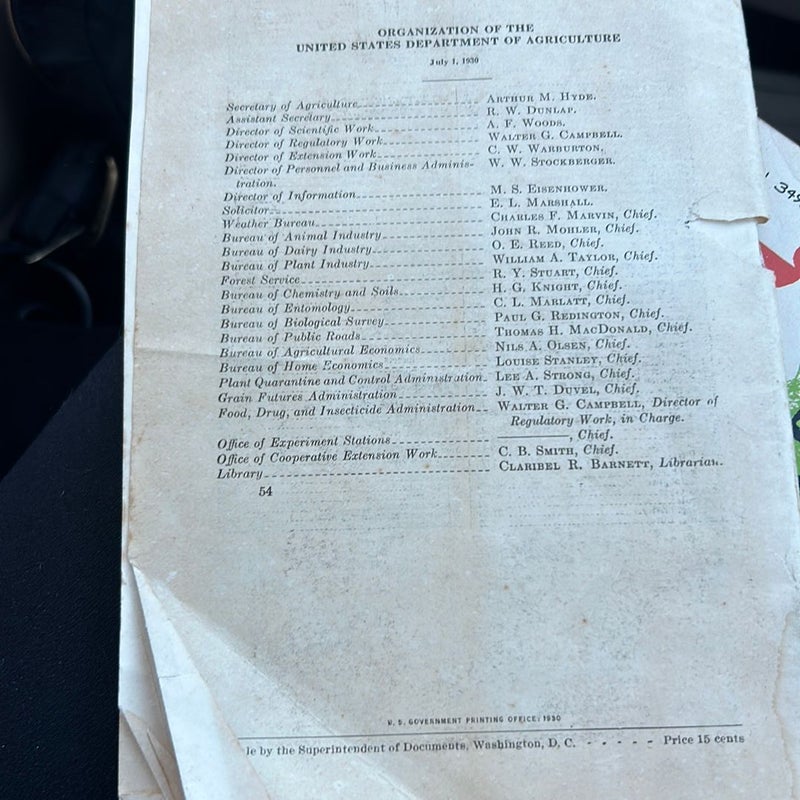 ORGANIZATION OF THE
UNITED STATES DEPARTMENT OF AGRICULTURE
July 1, 1930
Secretary of Agriculture ARTHUR M. HYDE.
Assistant Secretary R. W. DUNLAP.
Director of Scientific Work A. F. WOODS.
Director of Regulatory Work WALTER G. CAMPBELL.
Director of Extension Work C. W. WARBURTON.
Director of Personnel and Business Adminis- W. W. STOCKBERGER.
tration.
Director of Information M. S. EISENHOWER.
Solicitor E. L. MARSHALL.
Weather Bureau CHARLES F. MARVIN, Chief.
Bureau of Animal Industry JOHN R. MOHLER, Chief.
Bureau of Dairy Industry O. E. REED, Chief.
Bureau of Plant Industry WILLIAM A. TAYLOR, Chief.
Forest Service R. Y. STUART, Chief.
Bureau of Chemistry and Soils H. G. KNIGHT, Chief.
Bureau of Entomology C. L. MARLATT, Chief.
Bureau of Biological Survey PAUL G. REDINGTON, Chief.
Bureau of Public Roads THOMAS H. MACDONALD, Chief.
Bureau of Agricultural Economics NILS A. OLSEN, Chief.
Bureau of Home Economics LOUISE STANLEY, Chief.
Plant Quarantine and Control Administration LEE A. STRONG, Chief.
Grain Futures Administration J. W. T. DUVEL, Chief.
Food, Drug, and Insecticide Administration WALTER G. CAMPBELL, Director of
Regulatory Work, in Charge.
Office of Experiment Stations ————, Chief.
Office of Cooperative Extension Work C. B. SMITH, Chief.
Library CLARIBEL R. BARNETT, Librarian.
54
U. S. GOVERNMENT PRINTING OFFICE: 1930
le by the Superintendent of Documents, Washington, D. C. - - - - - Price 15 cents